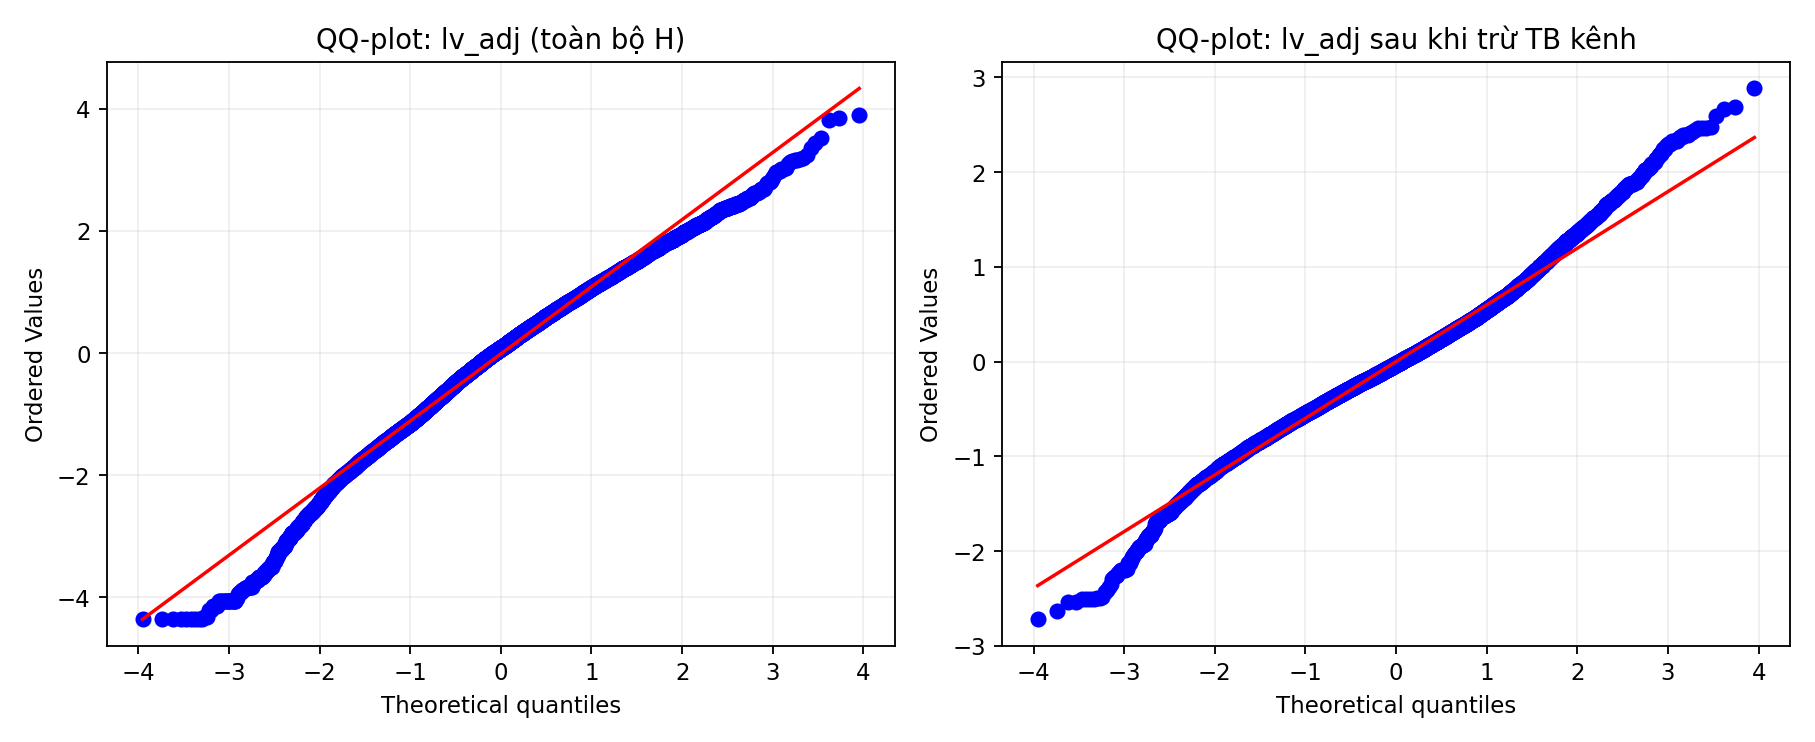 QQ-plot: lv_adj (toàn bộ H)
Ordered Values
4
2
0
−2
−4
−4 −3 −2 −1 0 1 2 3 4
Theoretical quantiles
QQ-plot: lv_adj sau khi trừ TB kênh
Ordered Values
3
2
1
0
−1
−2
−3
−4 −3 −2 −1 0 1 2 3 4
Theoretical quantiles